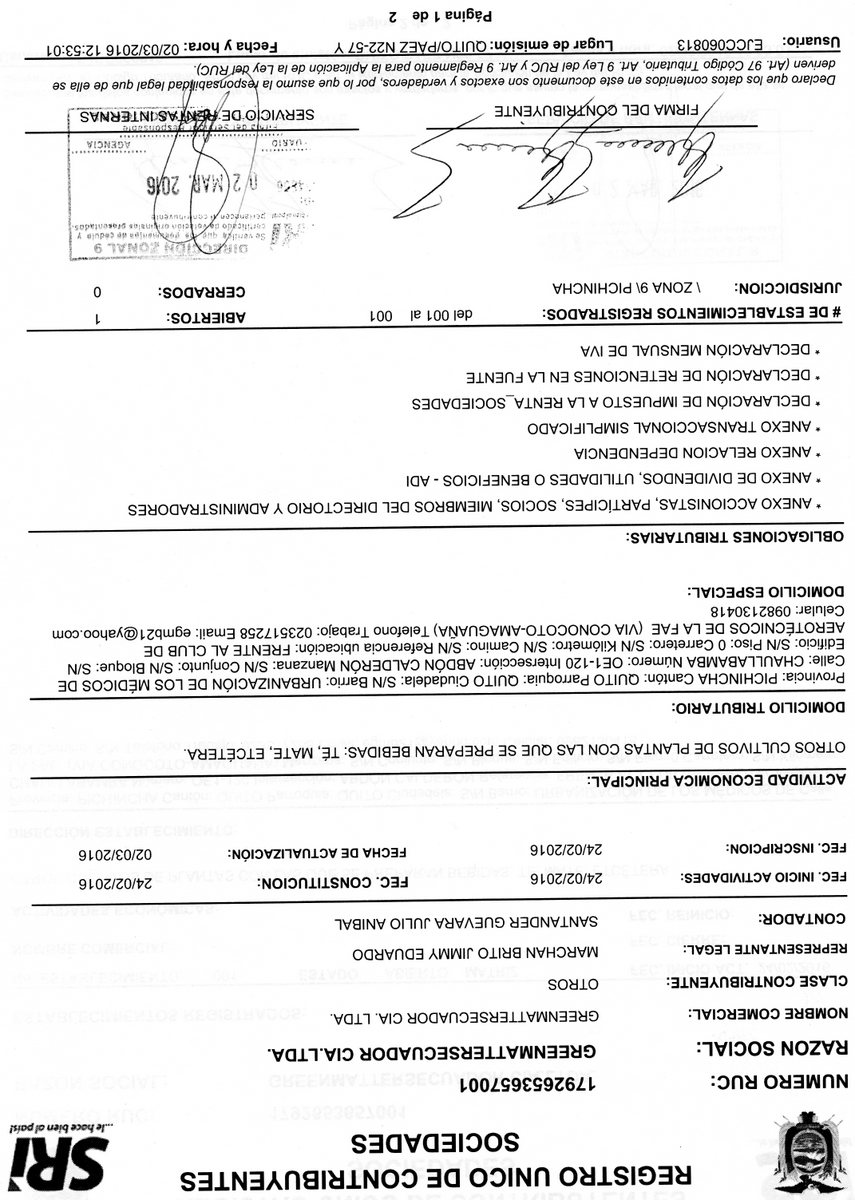 REGISTRO UNICO DE CONTRIBUYENTES
SOCIEDADES
SRi
...le hace bien al país!
NUMERO RUC: 1792653657001
RAZON SOCIAL: GREENMATTERSECUADOR CIA.LTDA.
NOMBRE COMERCIAL: GREENMATTERSECUADOR CIA. LTDA.
CLASE CONTRIBUYENTE: OTROS
REPRESENTANTE LEGAL: MARCHAN BRITO JIMMY EDUARDO
CONTADOR: SANTANDER GUEVARA JULIO ANIBAL
FEC. INICIO ACTIVIDADES: 24/02/2016 FEC. CONSTITUCION: 24/02/2016
FEC. INSCRIPCION: 24/02/2016 FECHA DE ACTUALIZACIÓN: 02/03/2016
ACTIVIDAD ECONOMICA PRINCIPAL:
OTROS CULTIVOS DE PLANTAS CON LAS QUE SE PREPARAN BEBIDAS: TÉ, MATE, ETCÉTERA.
DOMICILIO TRIBUTARIO:
Provincia: PICHINCHA Cantón: QUITO Parroquia: QUITO Ciudadela: S/N Barrio: URBANIZACIÓN DE LOS MÉDICOS DE
Calle: CHAULLABAMBA Número: OE1-120 Intersección: ABDÓN CALDERÓN Manzana: S/N Conjunto: S/N Bloque: S/N
Edificio: S/N Piso: 0 Carretero: S/N Kilómetro: S/N Camino: S/N Referencia ubicación: FRENTE AL CLUB DE
AEROTÉCNICOS DE LA FAE (VIA CONOCOTO-AMAGUAÑA) Telefono Trabajo: 023517258 Email: egmb21@yahoo.com
Celular: 0982130418
DOMICILIO ESPECIAL:
OBLIGACIONES TRIBUTARIAS:
* ANEXO ACCIONISTAS, PARTÍCIPES, SOCIOS, MIEMBROS DEL DIRECTORIO Y ADMINISTRADORES
* ANEXO DE DIVIDENDOS, UTILIDADES O BENEFICIOS - ADI
* ANEXO RELACION DEPENDENCIA
* ANEXO TRANSACCIONAL SIMPLIFICADO
* DECLARACIÓN DE IMPUESTO A LA RENTA_SOCIEDADES
* DECLARACIÓN DE RETENCIONES EN LA FUENTE
* DECLARACIÓN MENSUAL DE IVA
# DE ESTABLECIMIENTOS REGISTRADOS: del 001 al 001 ABIERTOS: 1
JURISDICCION: \ ZONA 9\ PICHINCHA CERRADOS: 0
DIRECCIÓN ZONAL 9
Se verifica que los documentos de cédula y
certificado de votación originales presentados,
pertenecen al contribuyente
02 MAR. 2016
AGENCIA
Firma del Servidor Responsable
FIRMA DEL CONTRIBUYENTE SERVICIO DE RENTAS INTERNAS
Declaro que los datos contenidos en este documento son exactos y verdaderos, por lo que asumo la responsabilidad legal que de ella se
deriven (Art. 97 Código Tributario, Art. 9 Ley del RUC y Art. 9 Reglamento para la Aplicación de la Ley del RUC).
Usuario: EJCC060813 Lugar de emisión: QUITO/PAEZ N22-57 Y Fecha y hora: 02/03/2016 12:53:01
Página 1 de 2